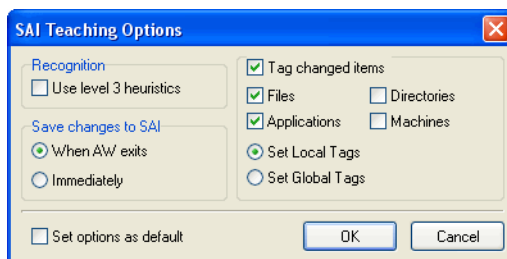 SAI Teaching Options
Recognition
Use level 3 heuristics
Save changes to SAI
When AW exits
Immediately
Tag changed items
Files
Directories
Applications
Machines
Set Local Tags
Set Global Tags
Set options as default
OK
Cancel